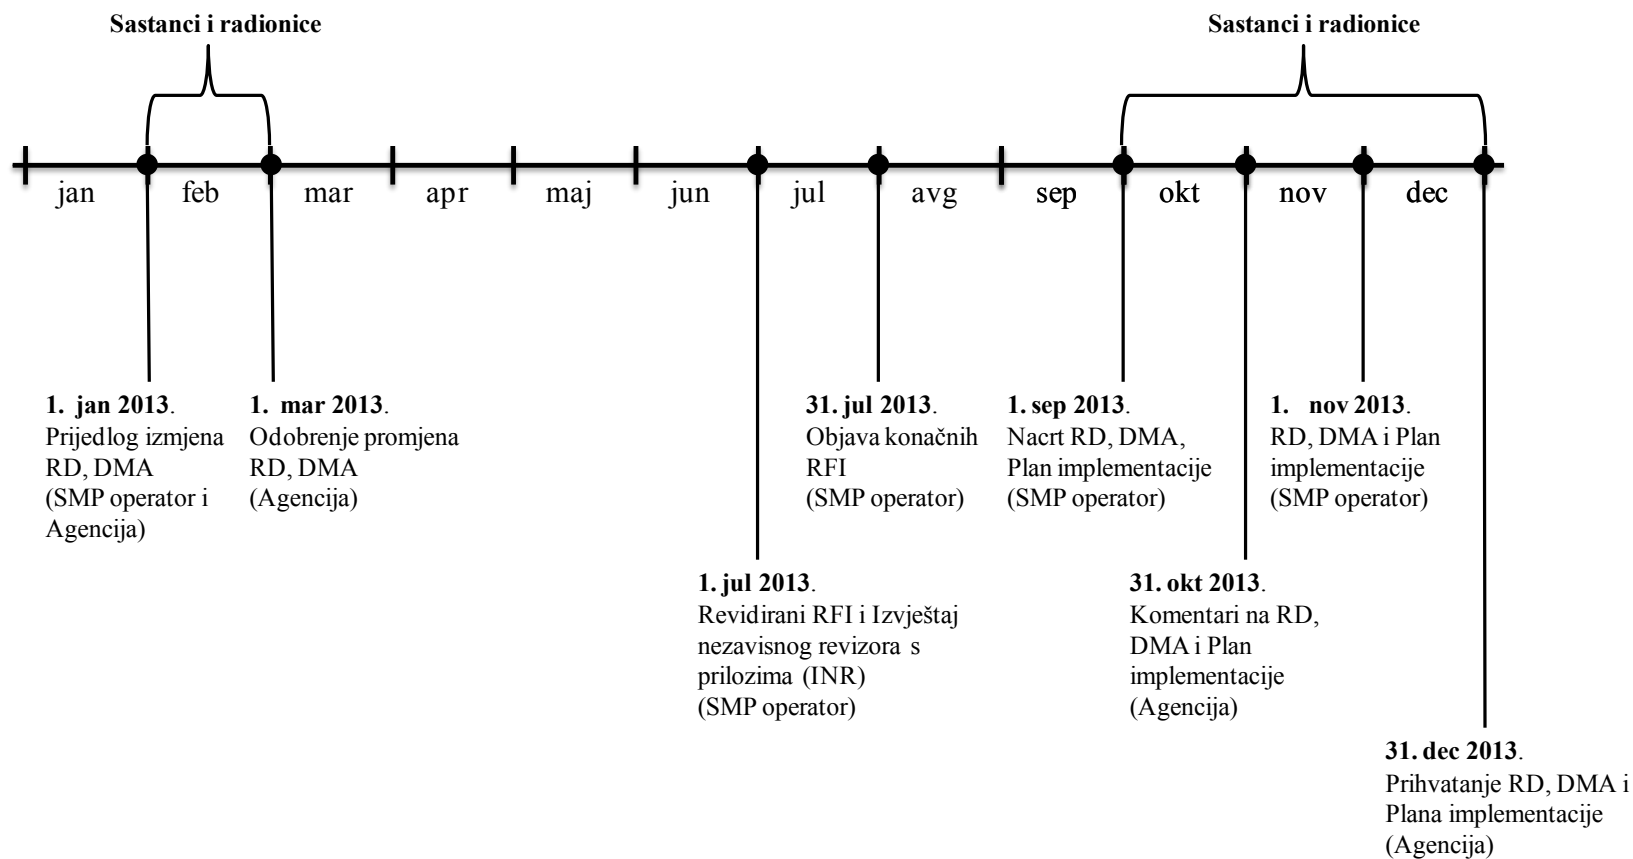 Sastanci i radionice
Sastanci i radionice
jan feb mar apr maj jun jul avg sep okt nov dec
1. jan 2013.
Prijedlog izmjena
RD, DMA
(SMP operator i
Agencija)
1. mar 2013.
Odobrenje promjena
RD, DMA
(Agencija)
31. jul 2013.
Objava konačnih
RFI
(SMP operator)
1. sep 2013.
Nacrt RD, DMA,
Plan implementacije
(SMP operator)
1. nov 2013.
RD, DMA i Plan
implementacije
(SMP operator)
1. jul 2013.
Revidirani RFI i Izvještaj
nezavisnog revizora s
prilozima (INR)
(SMP operator)
31. okt 2013.
Komentari na RD,
DMA i Plan
implementacije
(Agencija)
31. dec 2013.
Prihvatanje RD, DMA i
Plana implementacije
(Agencija)